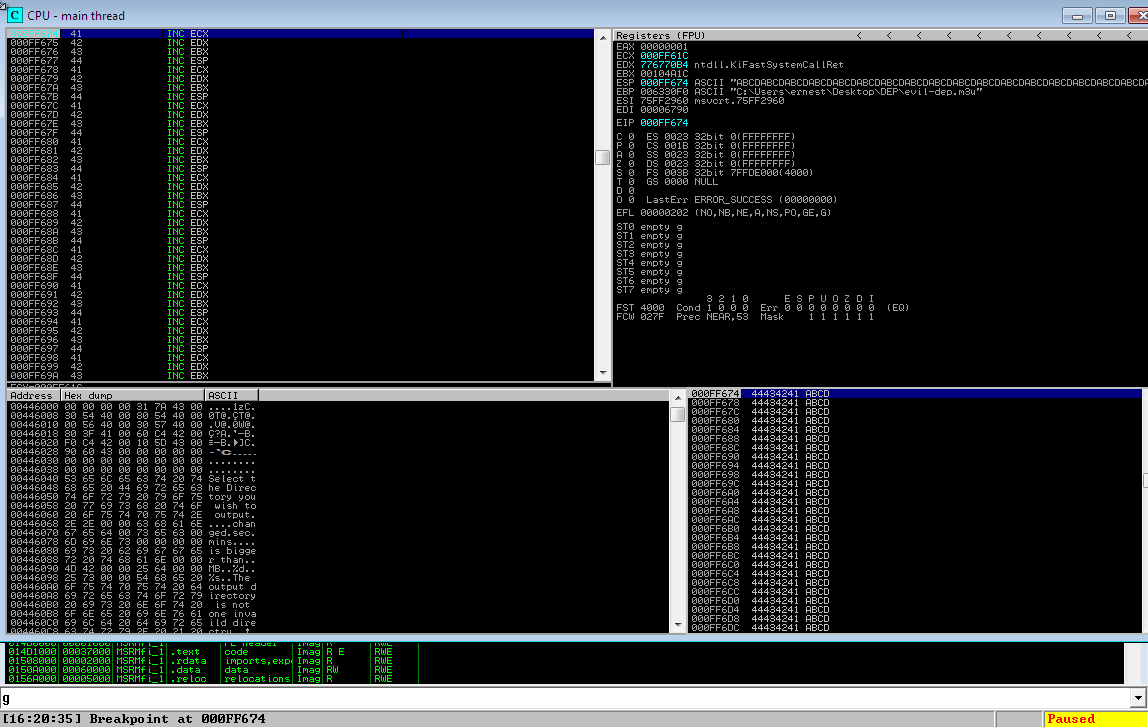 CPU - main thread
000FF674 41 INC ECX
000FF675 42 INC EDX
000FF676 43 INC EBX
000FF677 44 INC ESP
000FF678 41 INC ECX
000FF679 42 INC EDX
000FF67A 43 INC EBX
000FF67B 44 INC ESP
000FF67C 41 INC ECX
000FF67D 42 INC EDX
000FF67E 43 INC EBX
000FF67F 44 INC ESP
000FF680 41 INC ECX
000FF681 42 INC EDX
000FF682 43 INC EBX
000FF683 44 INC ESP
000FF684 41 INC ECX
000FF685 42 INC EDX
000FF686 43 INC EBX
000FF687 44 INC ESP
000FF688 41 INC ECX
000FF689 42 INC EDX
000FF68A 43 INC EBX
000FF68B 44 INC ESP
000FF68C 41 INC ECX
000FF68D 42 INC EDX
000FF68E 43 INC EBX
000FF68F 44 INC ESP
000FF690 41 INC ECX
000FF691 42 INC EDX
000FF692 43 INC EBX
000FF693 44 INC ESP
000FF694 41 INC ECX
000FF695 42 INC EDX
000FF696 43 INC EBX
000FF697 44 INC ESP
000FF698 41 INC ECX
000FF699 42 INC EDX
000FF69A 43 INC EBX
Registers (FPU) < < < < < < < < <
EAX 00000001
ECX 000FF61C
EDX 776770B4 ntdll.KiFastSystemCallRet
EBX 00104A1C
ESP 000FF674 ASCII "ABCDABCDABCDABCDABCDABCDABCDABCDABCDABCDABCDABCDABCDABCDABCDABCDABCD
EBP 006330F0 ASCII "C:\Users\ernest\Desktop\DEP\evil-dep.m3u"
ESI 75FF2960 msvcrt.75FF2960
EDI 00006790
EIP 000FF674
C 0 ES 0023 32bit 0(FFFFFFFF)
P 0 CS 001B 32bit 0(FFFFFFFF)
A 0 SS 0023 32bit 0(FFFFFFFF)
Z 0 DS 0023 32bit 0(FFFFFFFF)
S 0 FS 003B 32bit 7FFDE000(4000)
T 0 GS 0000 NULL
D 0
O 0 LastErr ERROR_SUCCESS (00000000)
EFL 00000202 (NO,NB,NE,A,NS,PO,GE,G)
ST0 empty g
ST1 empty g
ST2 empty g
ST3 empty g
ST4 empty g
ST5 empty g
ST6 empty g
ST7 empty g
3 2 1 0 E S P U O Z D I
FST 4000 Cond 1 0 0 0 Err 0 0 0 0 0 0 0 0 (EQ)
FCW 027F Prec NEAR,53 Mask 1 1 1 1 1 1
Address Hex dump ASCII
00446000 00 00 00 00 31 7A 43 00 ....1zC.
00446008 30 54 40 00 80 54 40 00 0T@.ÇT@.
00446010 00 56 40 00 30 57 40 00 .V@.0W@.
00446018 80 3F 41 00 60 C4 42 00 Ç?A.`─B.
00446020 F0 C4 42 00 10 5D 43 00 ≡─B.►]C.
00446028 90 60 43 00 00 00 00 00
00446030 00 00 00 00 00 00 00 00 ........
00446038 00 00 00 00 00 00 00 00 ........
00446040 53 65 6C 65 63 74 20 74 Select t
00446048 68 65 20 44 69 72 65 63 he Direc
00446050 74 6F 72 79 20 79 6F 75 tory you
00446058 20 77 69 73 68 20 74 6F wish to
00446060 20 6F 75 74 70 75 74 2E output.
00446068 2E 2E 00 00 63 68 61 6E ....chan
00446070 67 65 64 00 73 65 63 00 ged.sec.
00446078 6D 69 6E 73 00 00 00 00 mins....
00446080 69 73 20 62 69 67 67 65 is bigge
00446088 72 20 74 68 61 6E 00 00 r than..
00446090 4D 42 00 00 25 64 00 00 MB..%d..
00446098 25 73 00 00 54 68 65 20 %s..The
004460A0 6F 75 74 70 75 74 20 64 output d
004460A8 69 72 65 63 74 6F 72 79 irectory
004460B0 20 69 73 20 6E 6F 74 20 is not
004460B8 6F 6E 65 20 69 6E 76 61 one inva
004460C0 69 6C 64 20 64 69 72 65 ild dire
004460C8 63 74 72 79 2E 20 21 20 ctry. !
000FF674 44434241 ABCD
000FF678 44434241 ABCD
000FF67C 44434241 ABCD
000FF680 44434241 ABCD
000FF684 44434241 ABCD
000FF688 44434241 ABCD
000FF68C 44434241 ABCD
000FF690 44434241 ABCD
000FF694 44434241 ABCD
000FF698 44434241 ABCD
000FF69C 44434241 ABCD
000FF6A0 44434241 ABCD
000FF6A4 44434241 ABCD
000FF6A8 44434241 ABCD
000FF6AC 44434241 ABCD
000FF6B0 44434241 ABCD
000FF6B4 44434241 ABCD
000FF6B8 44434241 ABCD
000FF6BC 44434241 ABCD
000FF6C0 44434241 ABCD
000FF6C4 44434241 ABCD
000FF6C8 44434241 ABCD
000FF6CC 44434241 ABCD
000FF6D0 44434241 ABCD
000FF6D4 44434241 ABCD
000FF6D8 44434241 ABCD
000FF6DC 44434241 ABCD
014D0000 00001000 MSRMfi_1 PE header Imag R RWE
014D1000 00037000 MSRMfi_1 .text code Imag R E RWE
01508000 00002000 MSRMfi_1 .rdata imports,exp Imag R RWE
0150A000 00060000 MSRMfi_1 .data data Imag RW RWE
0156A000 00005000 MSRMfi_1 .reloc relocations Imag R RWE
g
[16:20:35] Breakpoint at 000FF674
Paused